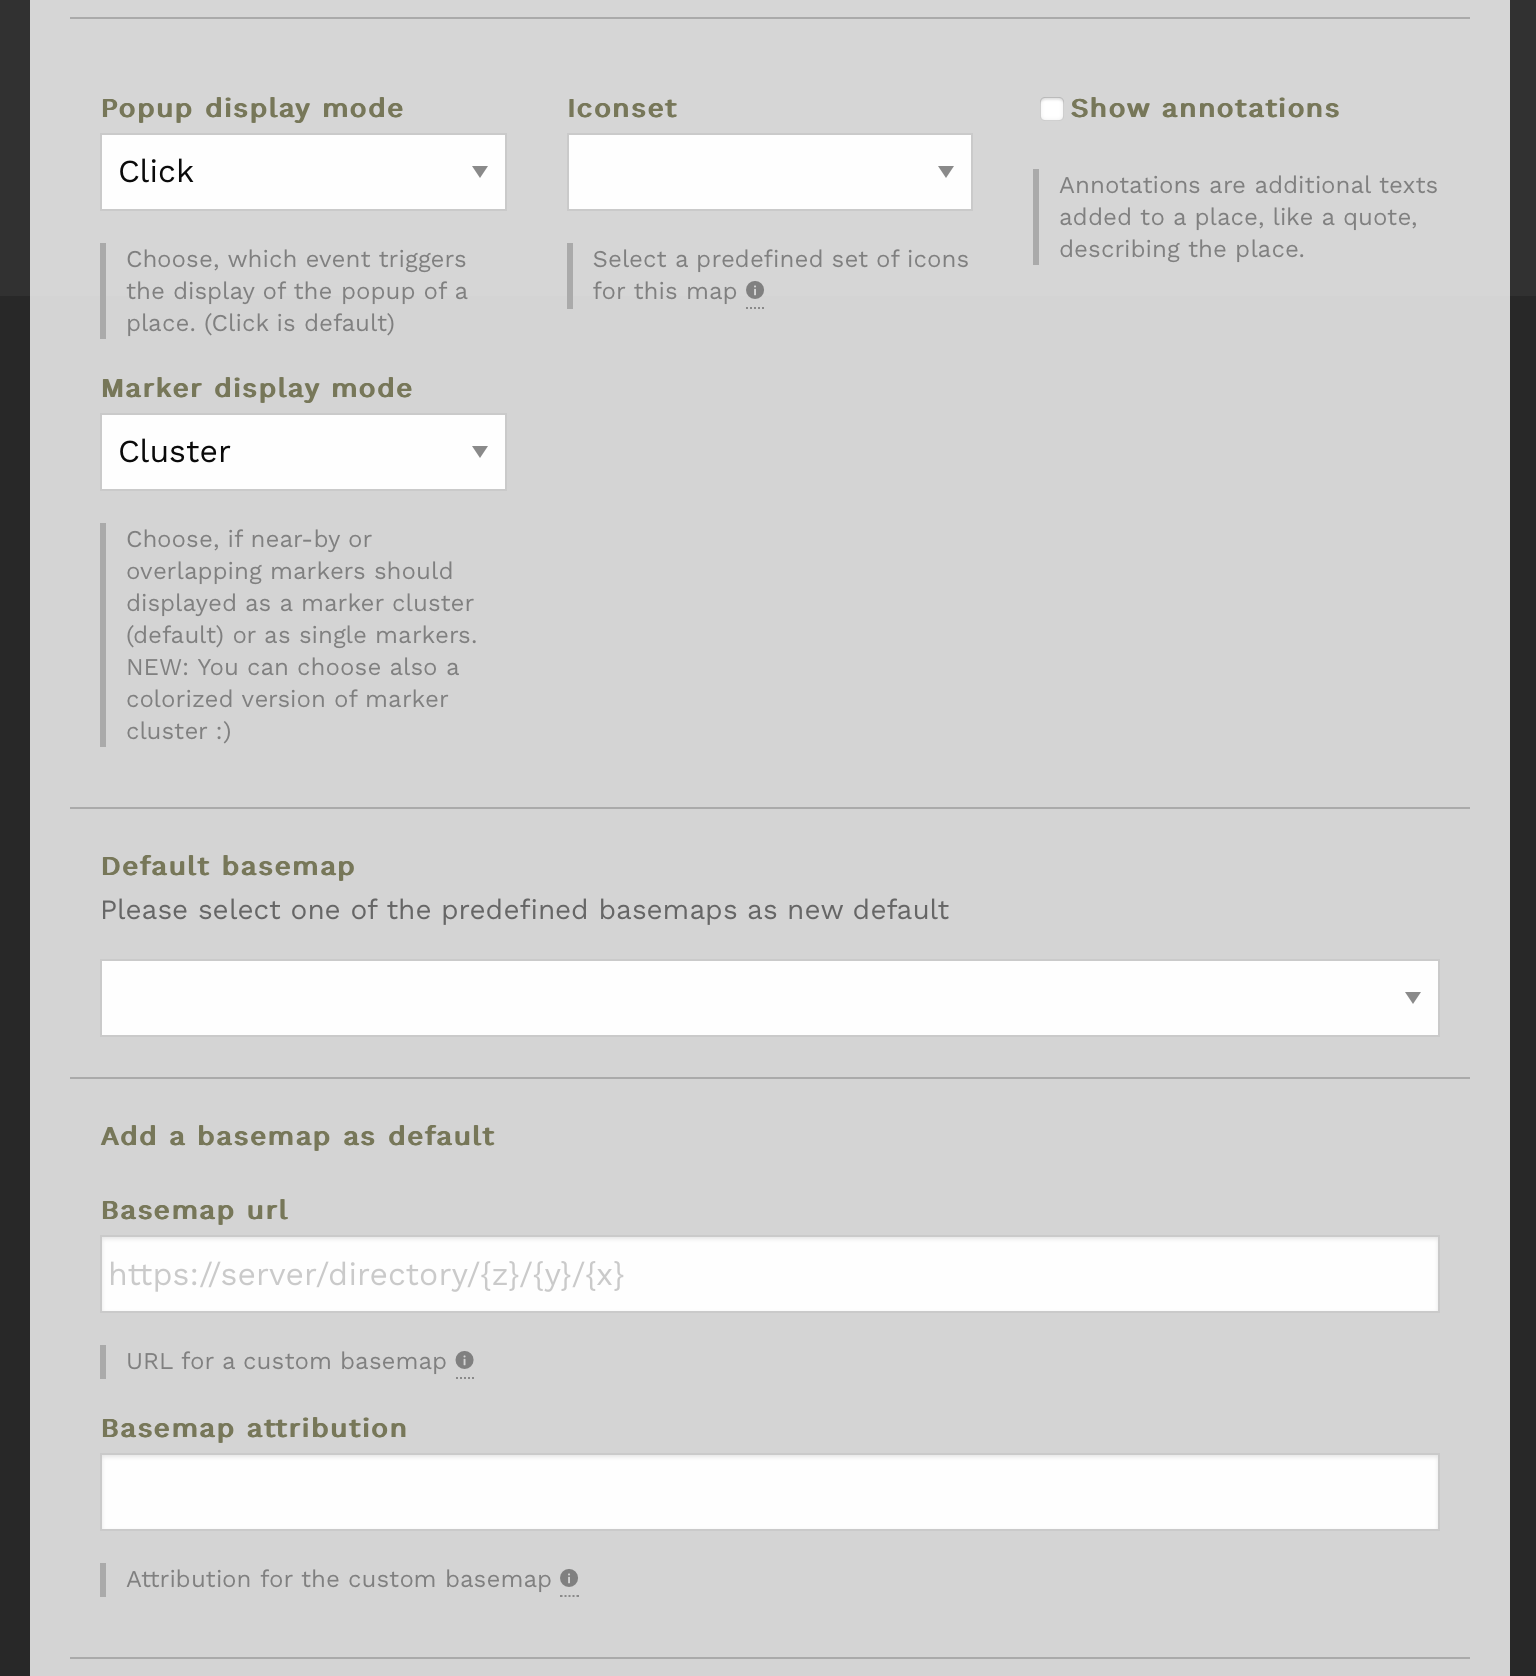 Popup display mode
Click
Choose, which event triggers
the display of the popup of a
place. (Click is default)
Iconset
Select a predefined set of icons
for this map
Show annotations
Annotations are additional texts
added to a place, like a quote,
describing the place.
Marker display mode
Cluster
Choose, if near-by or
overlapping markers should
displayed as a marker cluster
(default) or as single markers.
NEW: You can choose also a
colorized version of marker
cluster :)
Default basemap
Please select one of the predefined basemaps as new default
Add a basemap as default
Basemap url
https://server/directory/{z}/{y}/{x}
URL for a custom basemap
Basemap attribution
Attribution for the custom basemap